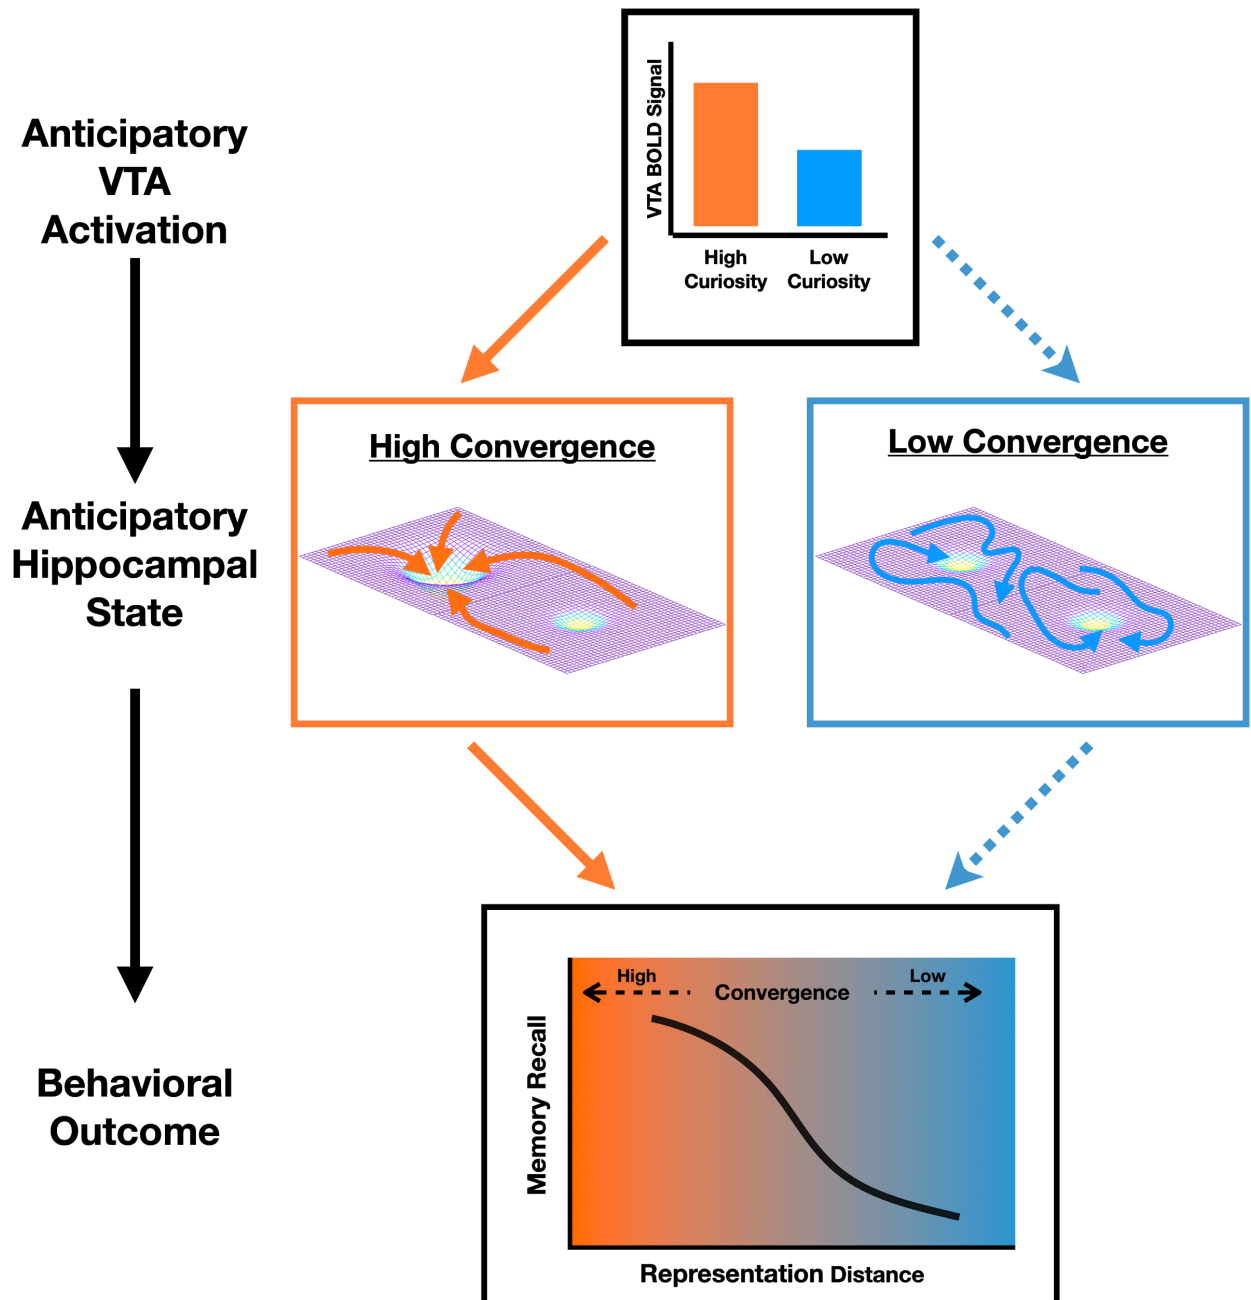 Anticipatory
VTA
Activation
VTA BOLD Signal
High
Curiosity
Low
Curiosity
Anticipatory
Hippocampal
State
High Convergence
Low Convergence
Behavioral
Outcome
High
Low
Convergence
Memory Recall
Representation Distance